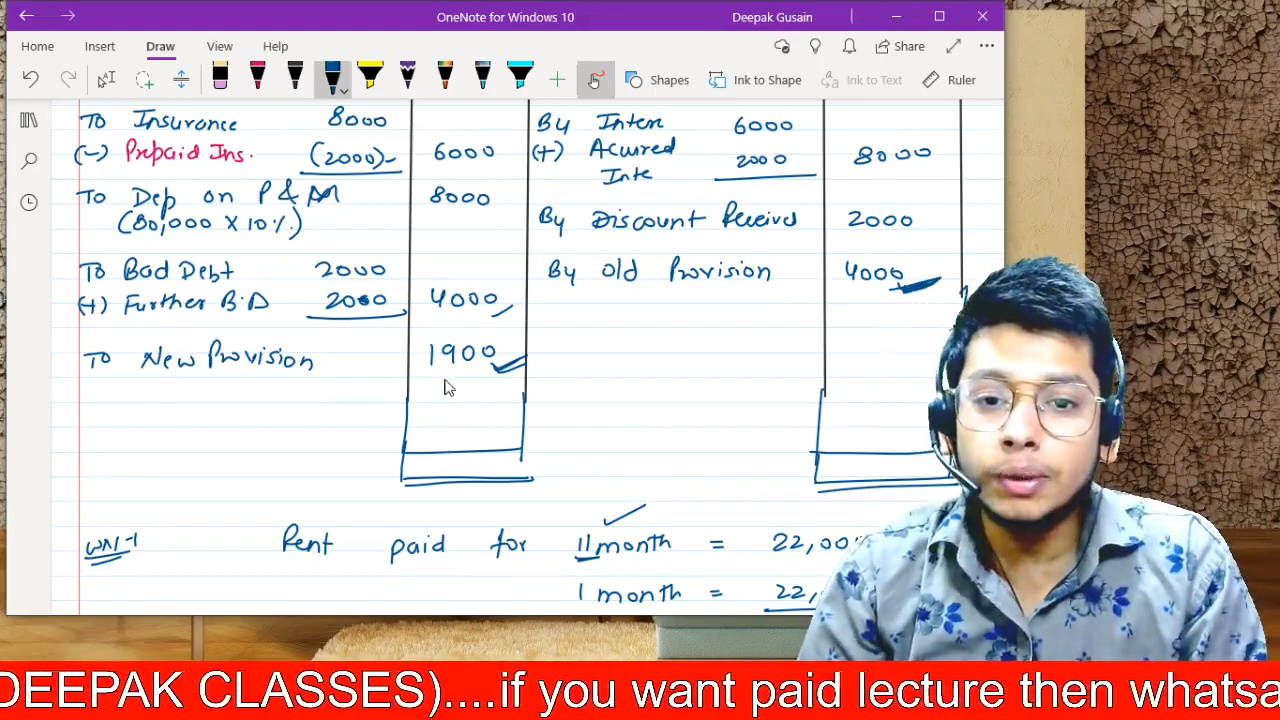 OneNote for Windows 10
Deepak Gusain
Home Insert Draw View Help
Share
Shapes
Ink to Shape
Ink to Text
Ruler
To Insurance 8000
(-) Prepaid Ins. (2000) 6000
To Dep on P & M 8000
(80,000 X 10%)
To Bad Debt 2000
(+) Further B.D 2000 4000
To New Provision 1900
By Intere 6000
(+) Accured 2000 8000
Inte
By Discount Received 2000
By Old Provision 4000
WN-1 Rent paid for 11 month = 22,00
1 month = 22,
DEEPAK CLASSES)....if you want paid lecture then whatsa